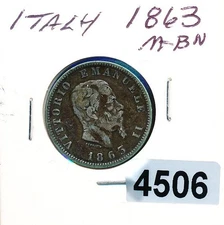 ITALY 1863
M-BN
VITTORIO EMANUELE II
1863
4506